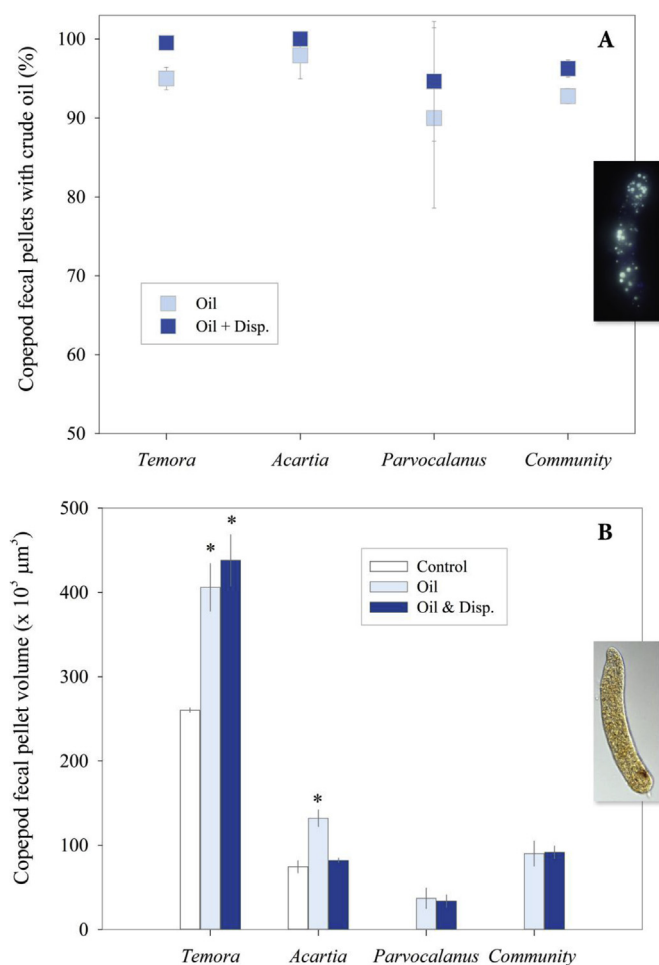 A
Copepod fecal pellets with crude oil (%)
100
90
80
70
60
50
Oil
Oil + Disp.
Temora
Acartia
Parvocalanus
Community
B
Copepod fecal pellet volume (x 10³ µm³)
500
400
300
200
100
0
Control
Oil
Oil & Disp.
*
*
*
Temora
Acartia
Parvocalanus
Community